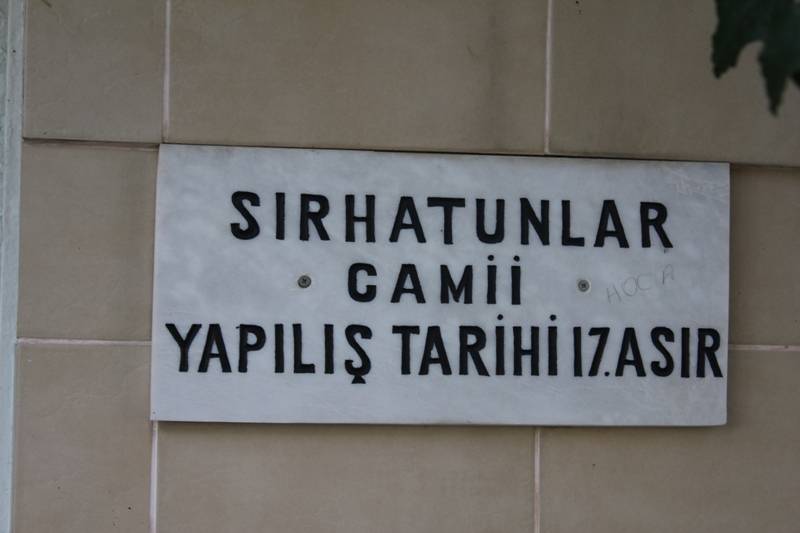 SIRHATUNLAR
CAMİİ
HOCA
YAPILIŞ TARİHİ 17.ASIR